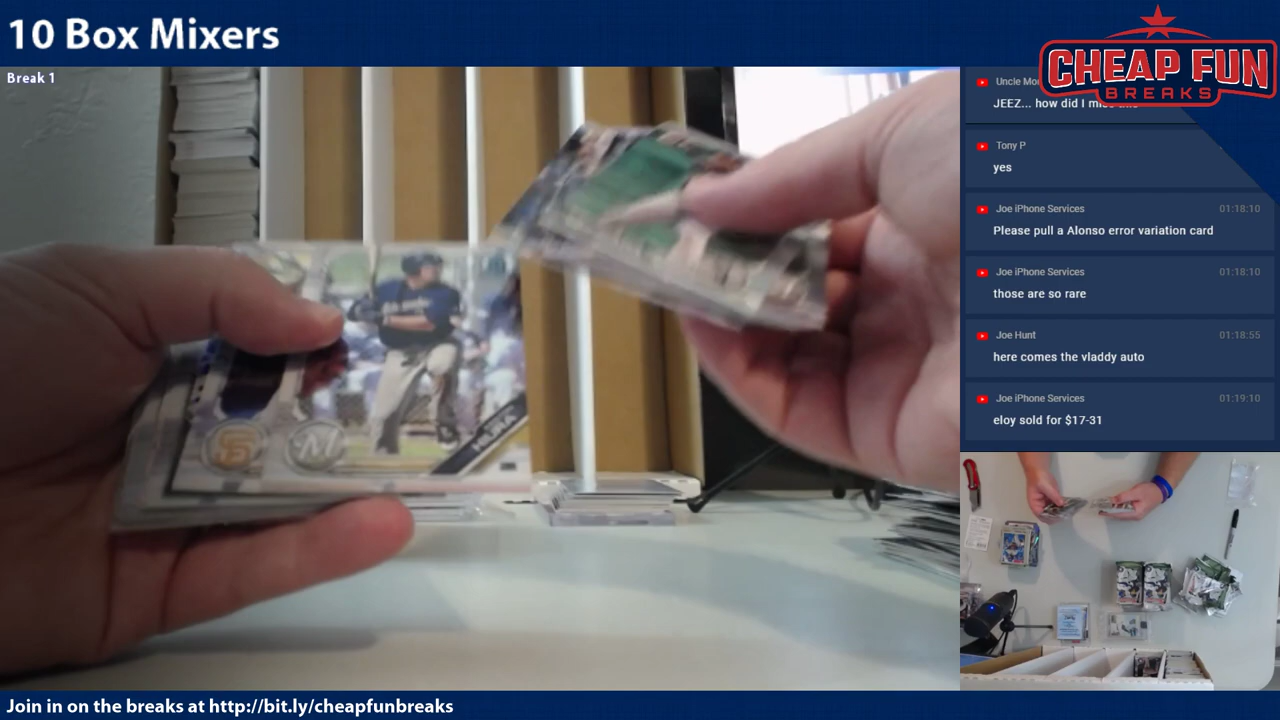 10 Box Mixers
CHEAP FUN
BREAKS
Break 1
JEEZ... how did I
Tony P
yes
Joe iPhone Services 01:18:10
Please pull a Alonso error variation card
Joe iPhone Services 01:18:10
those are so rare
Joe Hunt 01:18:55
here comes the vladdy auto
Joe iPhone Services 01:19:10
eloy sold for $17-31
HIURA
SF
M
Join in on the breaks at http://bit.ly/cheapfunbreaks